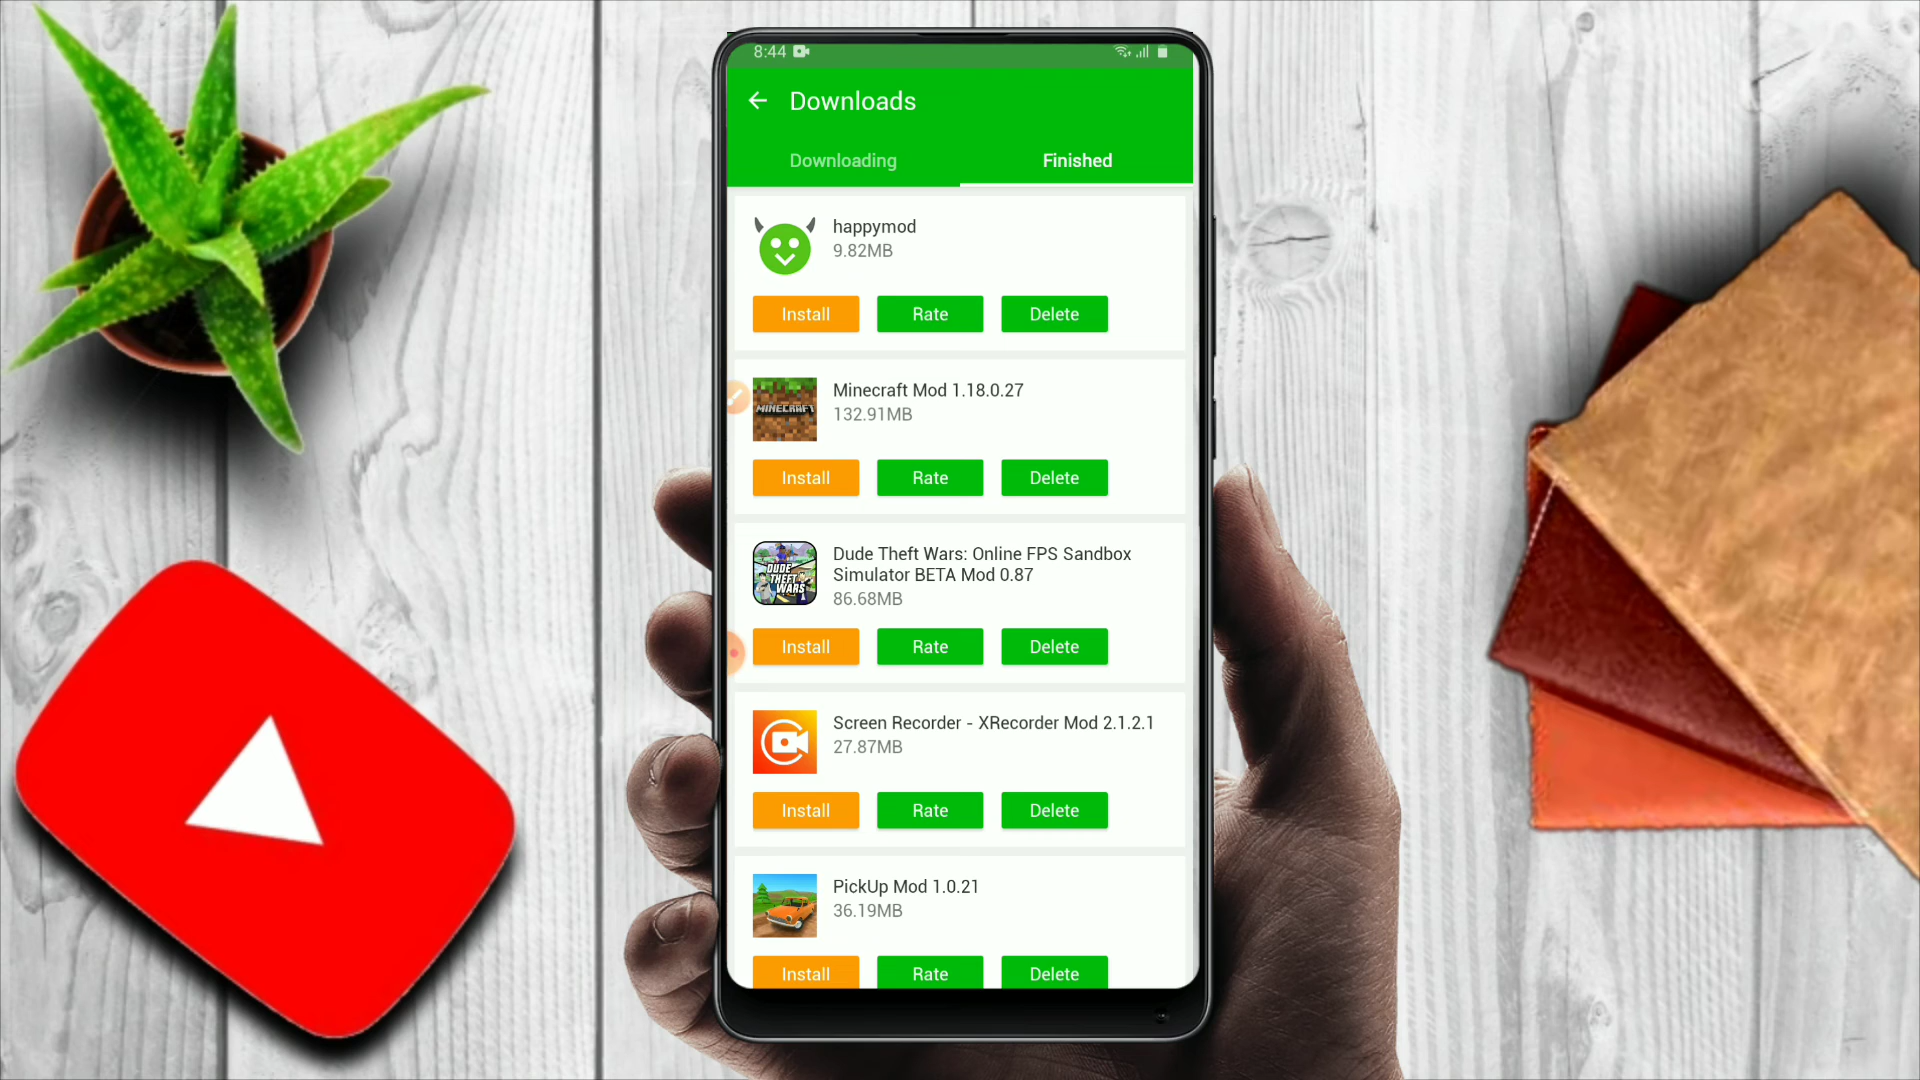 8:44
Downloads
Downloading
Finished
happymod
9.82MB
Install
Rate
Delete
MINECRAFT
Minecraft Mod 1.18.0.27
132.91MB
Install
Rate
Delete
DUDE
THEFT
WARS
Dude Theft Wars: Online FPS Sandbox
Simulator BETA Mod 0.87
86.68MB
Install
Rate
Delete
Screen Recorder - XRecorder Mod 2.1.2.1
27.87MB
Install
Rate
Delete
PickUp Mod 1.0.21
36.19MB
Install
Rate
Delete